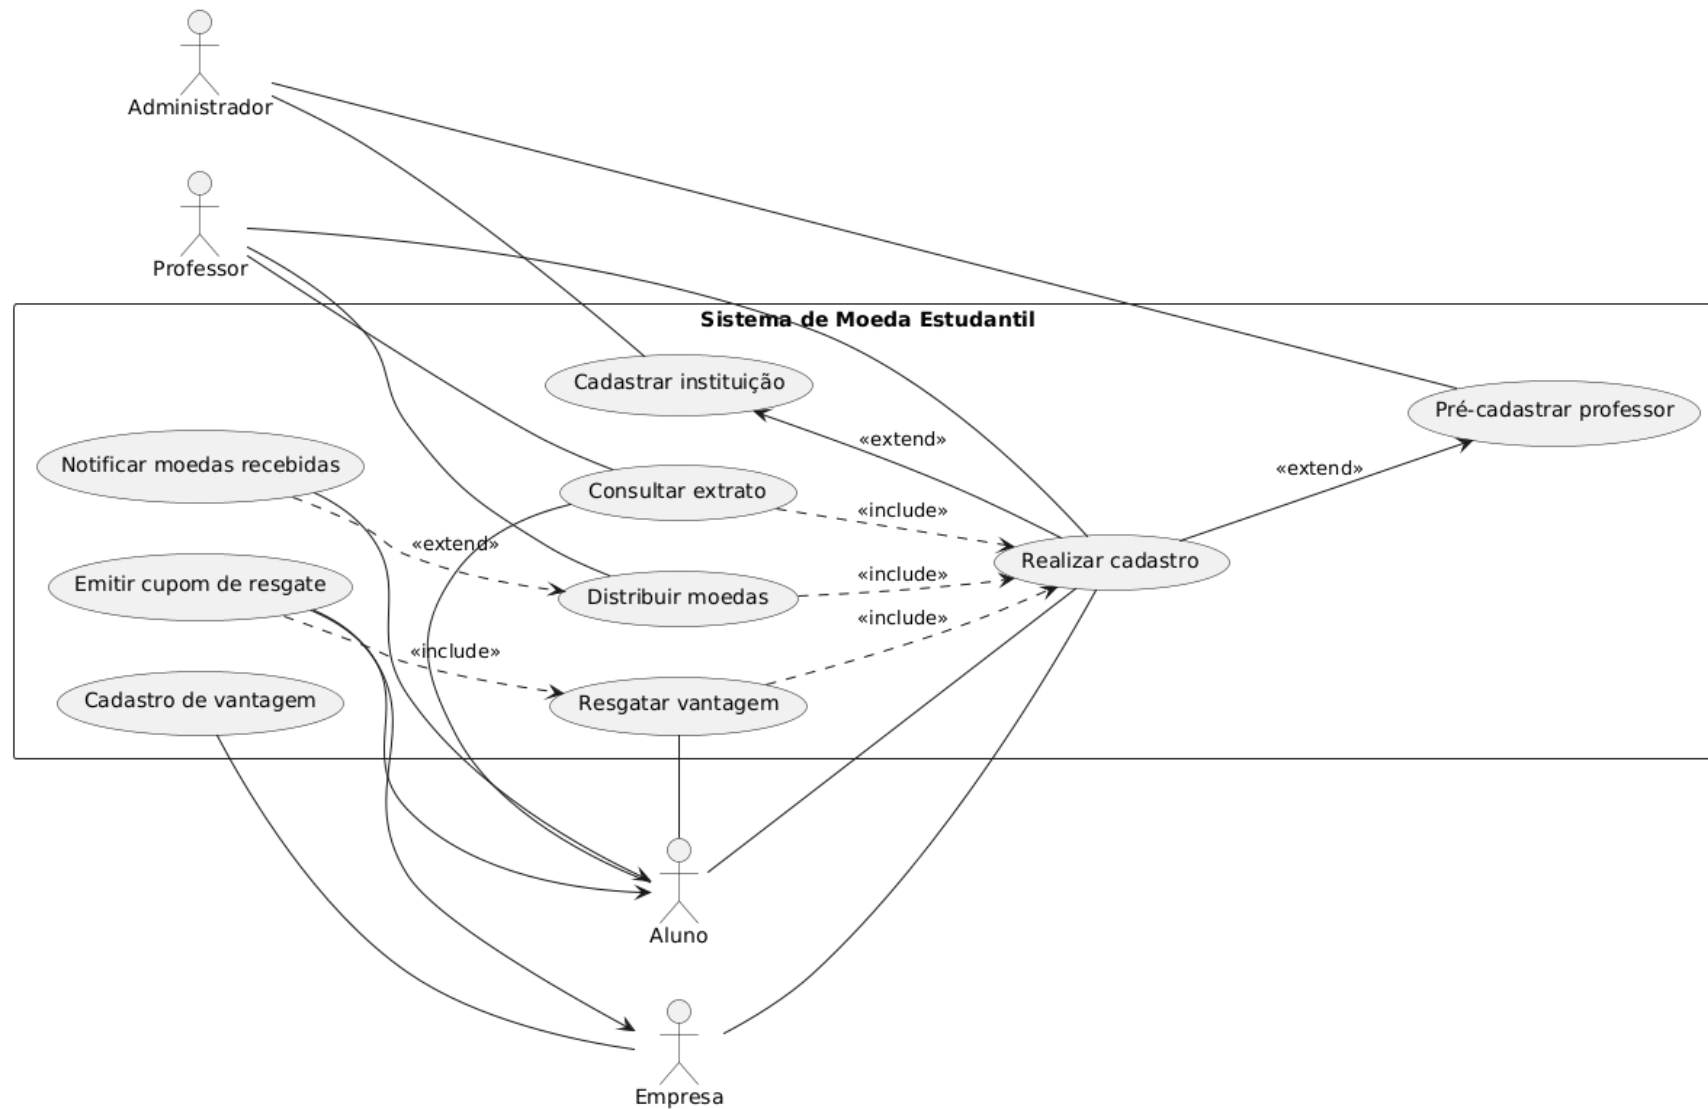 Administrador
Professor
Sistema de Moeda Estudantil
Cadastrar instituição
Pré-cadastrar professor
«extend»
«extend»
Notificar moedas recebidas
Consultar extrato
«include»
«extend»
Realizar cadastro
Emitir cupom de resgate
Distribuir moedas
«include»
«include»
«include»
Cadastro de vantagem
Resgatar vantagem
Aluno
Empresa